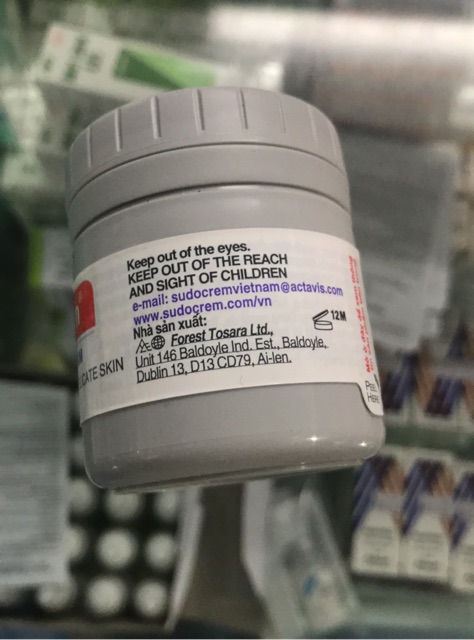 Keep out of the eyes.
KEEP OUT OF THE REACH
AND SIGHT OF CHILDREN
e-mail: sudocremvietnam@actavis.com
www.sudocrem.com/vn
Nhà sản xuất:
Forest Tosara Ltd.,
Unit 146 Baldoyle Ind. Est., Baldoyle,
Dublin 13, D13 CD79, Ai-len.
12M
CATE SKIN